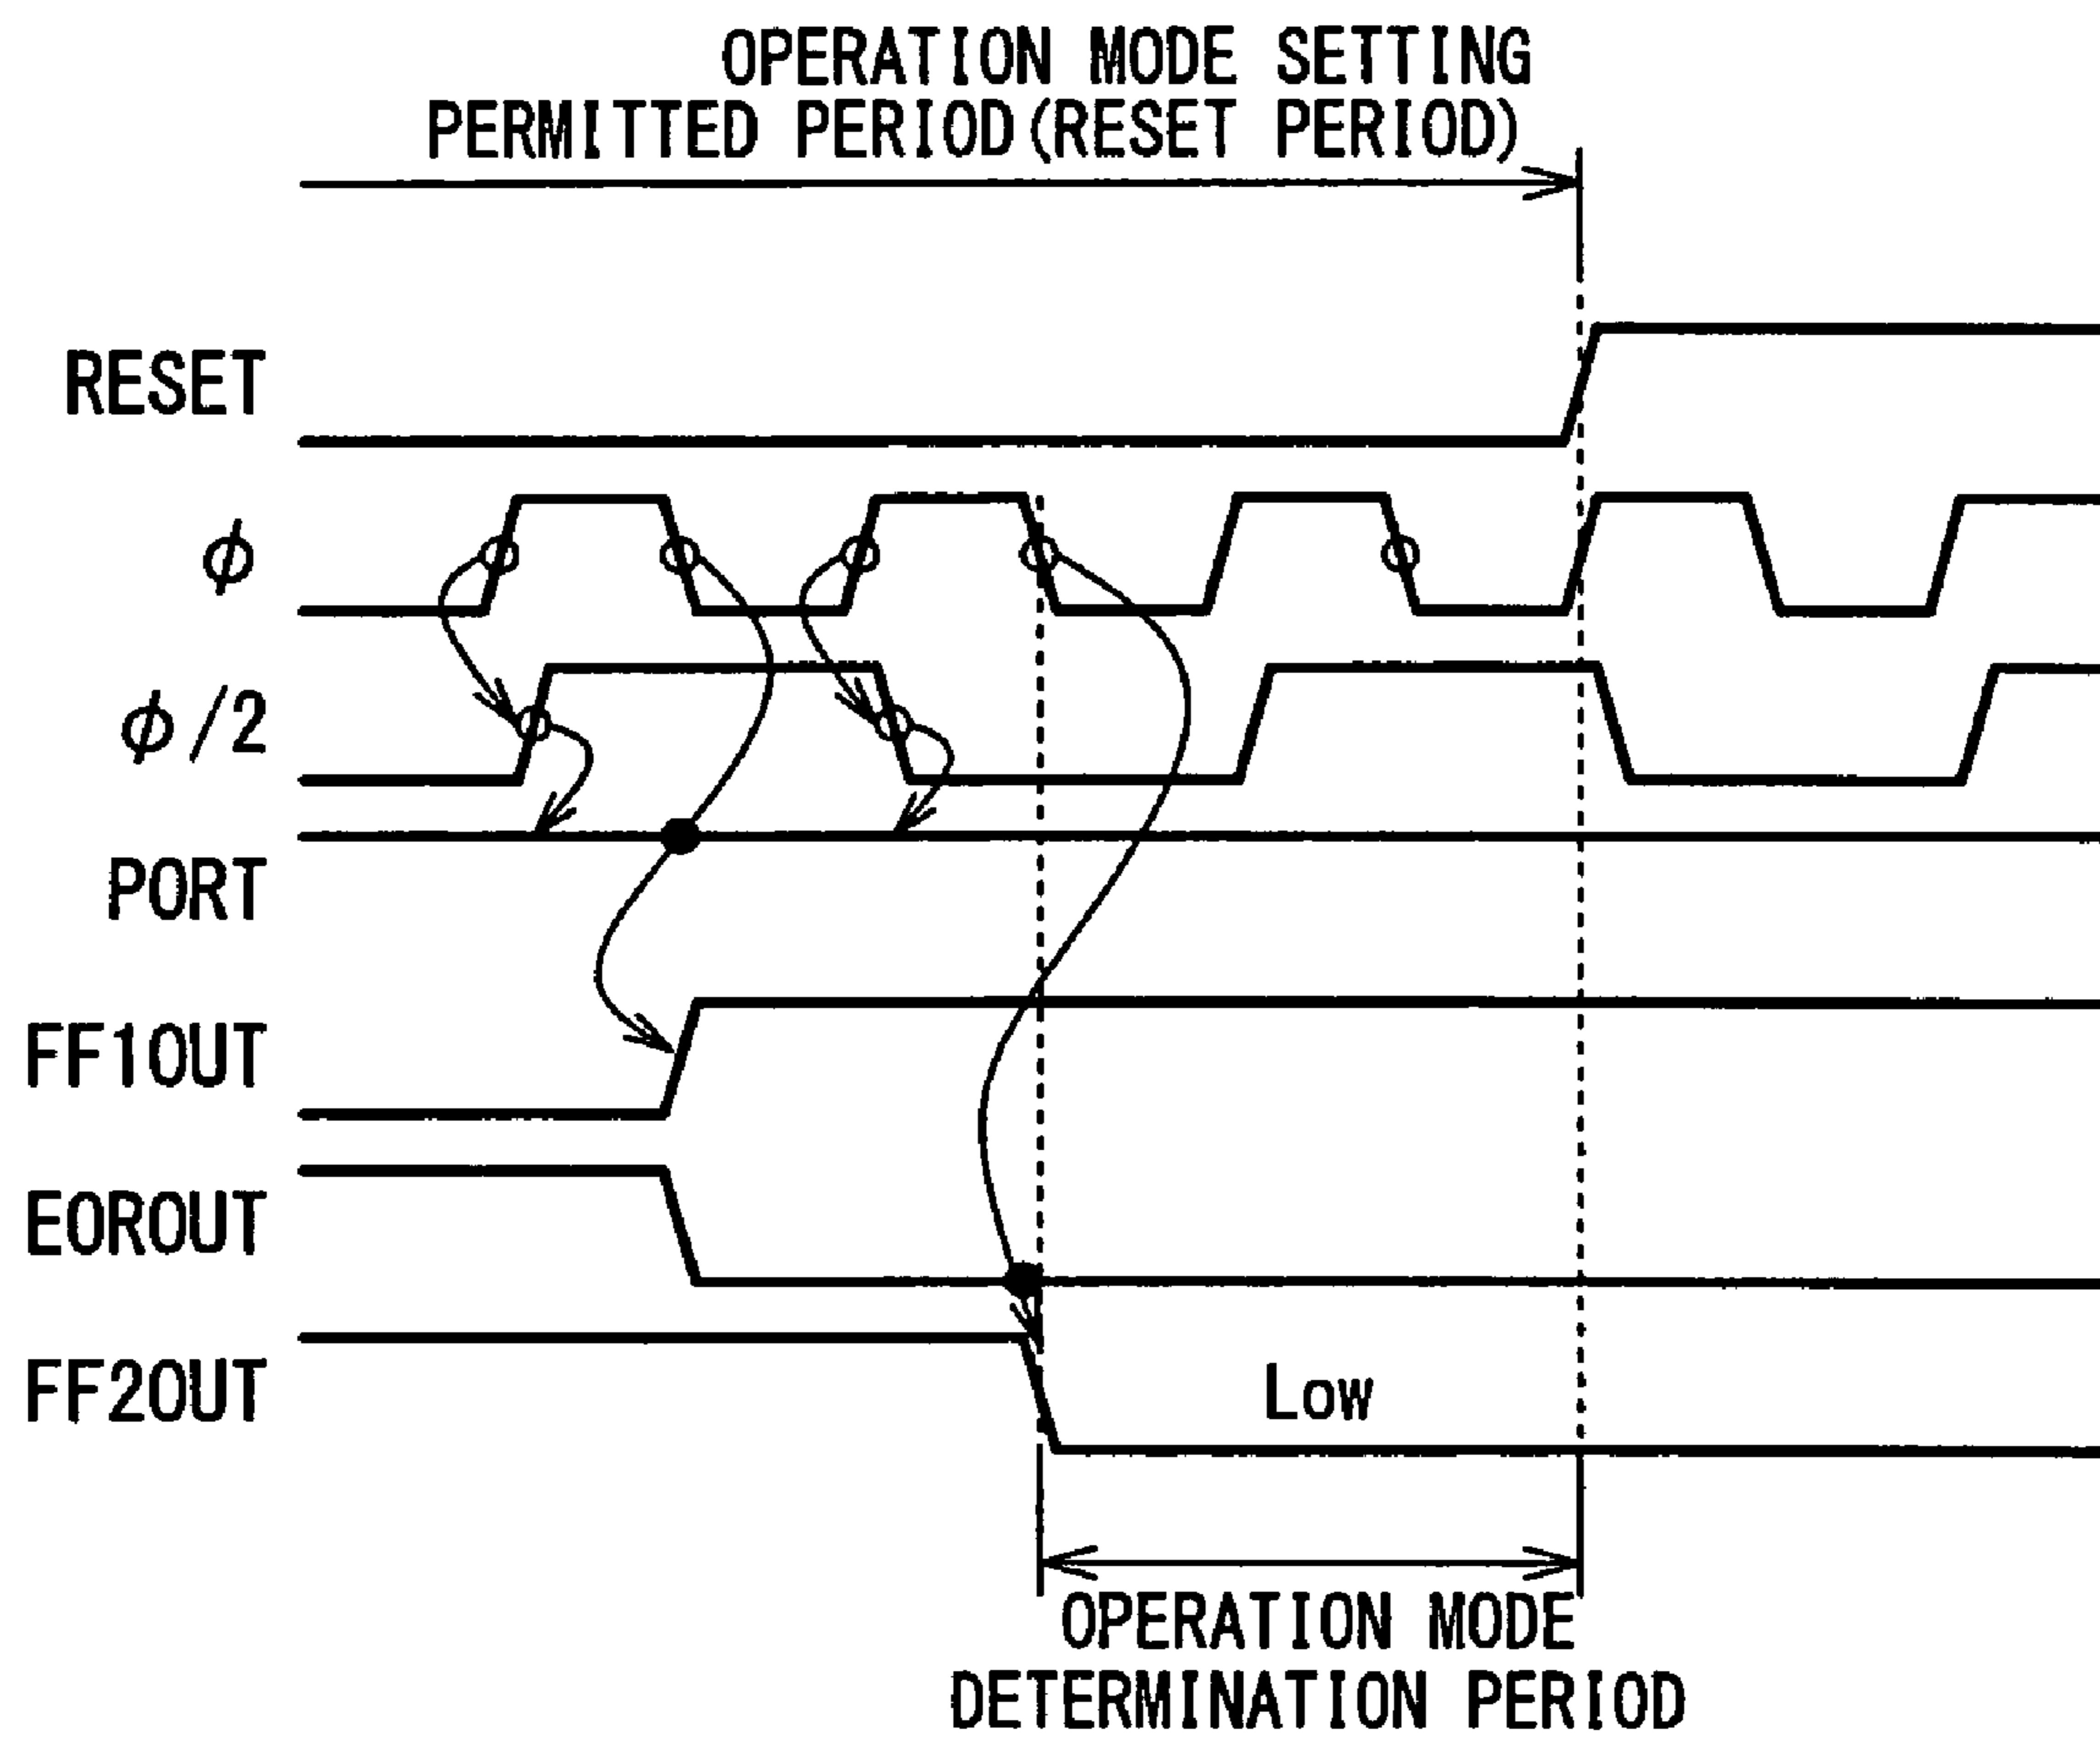 OPERATION MODE SETTING
PERMITTED PERIOD(RESET PERIOD)
RESET
ϕ
ϕ/2
PORT
FF1OUT
EOROUT
FF2OUT
Low
OPERATION MODE
DETERMINATION PERIOD